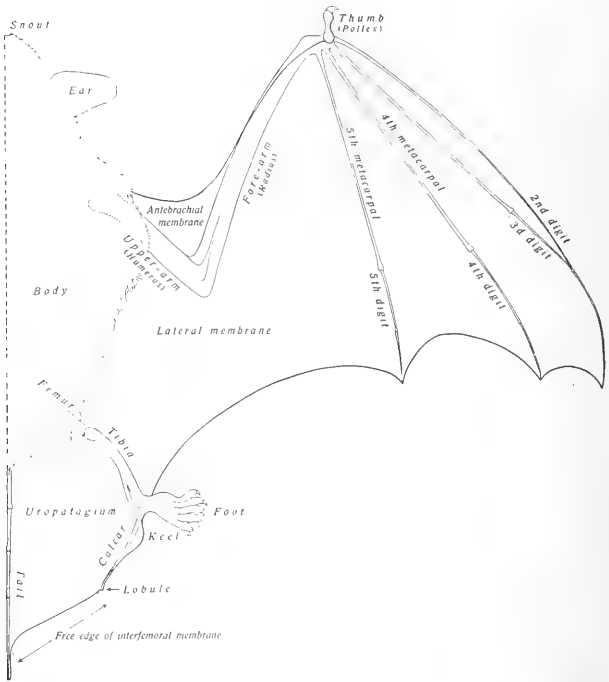 Snout
Thumb
(Pollex)
Ear
5th metacarpal
4th metacarpal
Fore-arm
(Radius)
Antebrachial
membrane
2nd digit
3d digit
Upper-arm
(Humerus)
4th digit
5th digit
Body
Lateral membrane
Femur
Tibia
Uropatagium
Foot
Keel
Calcar
Lobule
Tail
Free edge of interfemoral membrane